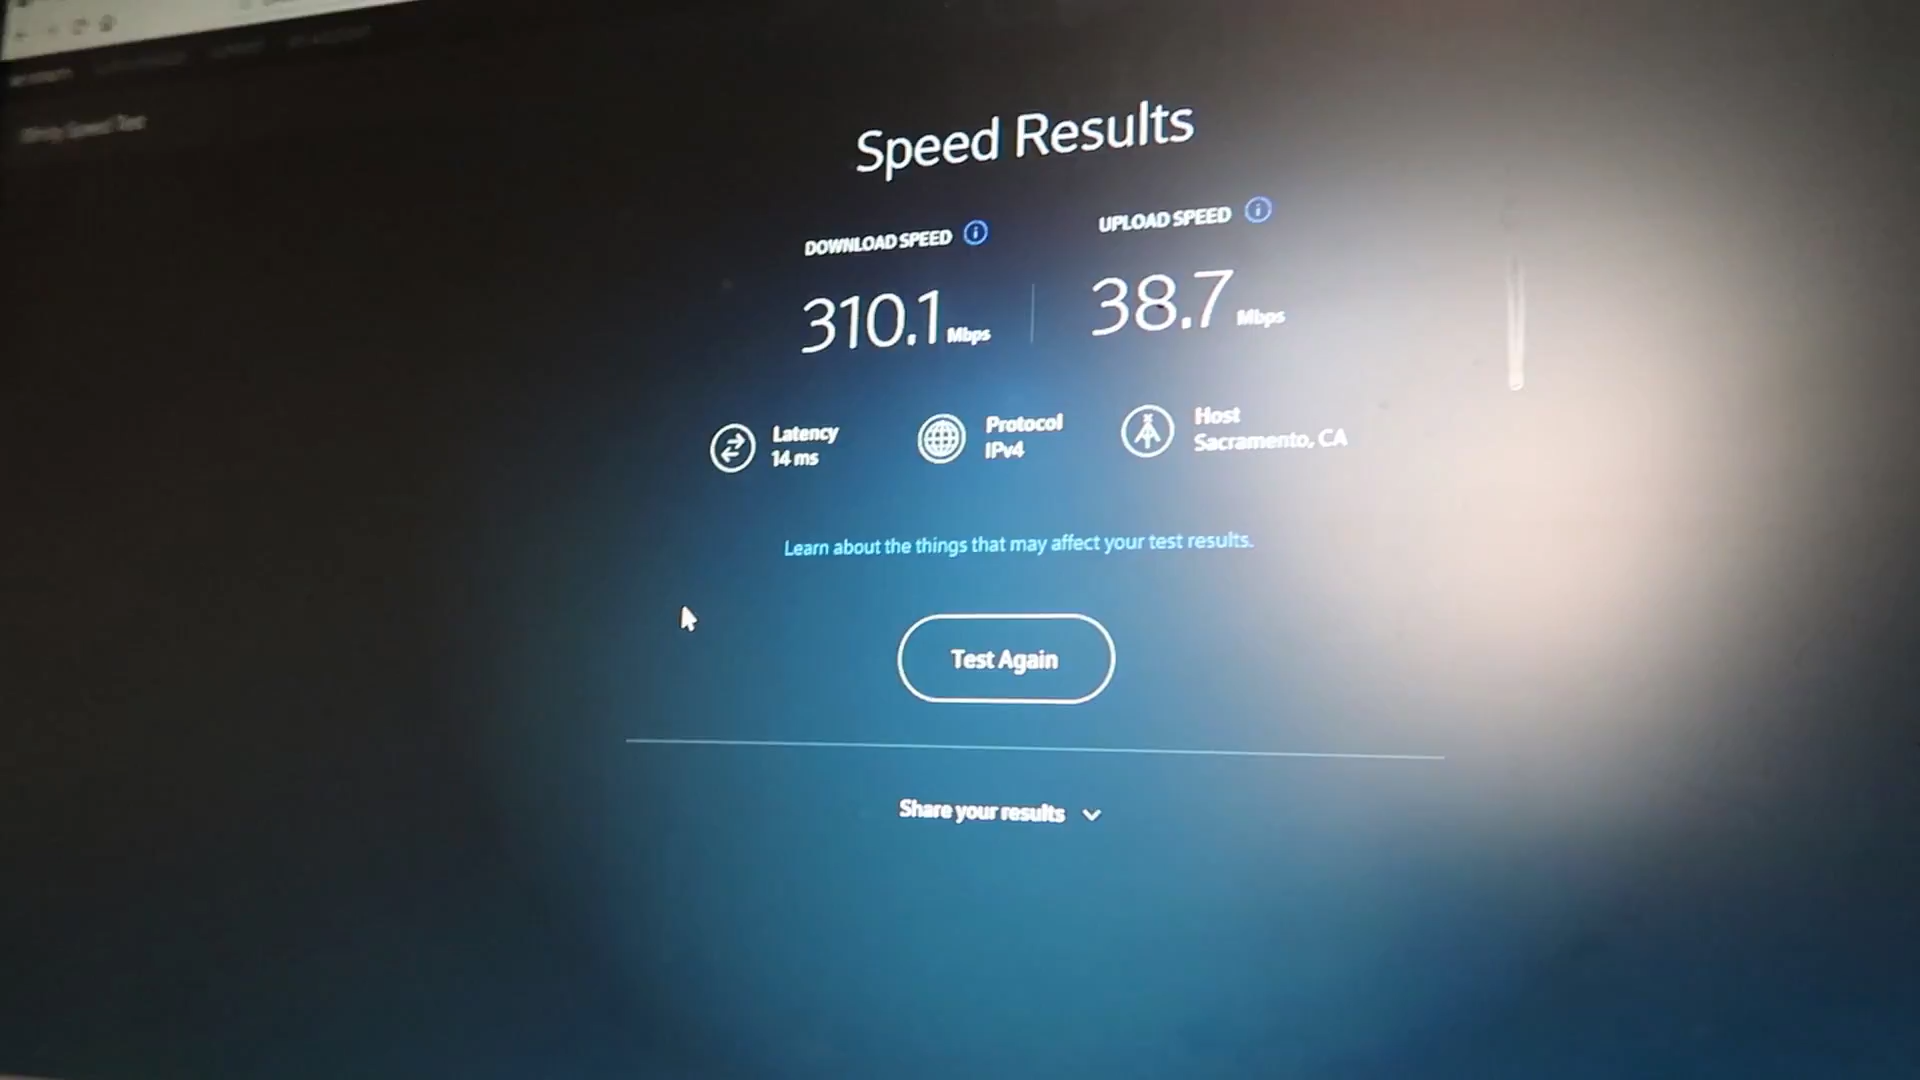 Speed Results
DOWNLOAD SPEED
UPLOAD SPEED
310.1 Mbps
38.7 Mbps
Latency
14 ms
Protocol
IPv4
Host
Sacramento, CA
Learn about the things that may affect your test results.
Test Again
Share your results